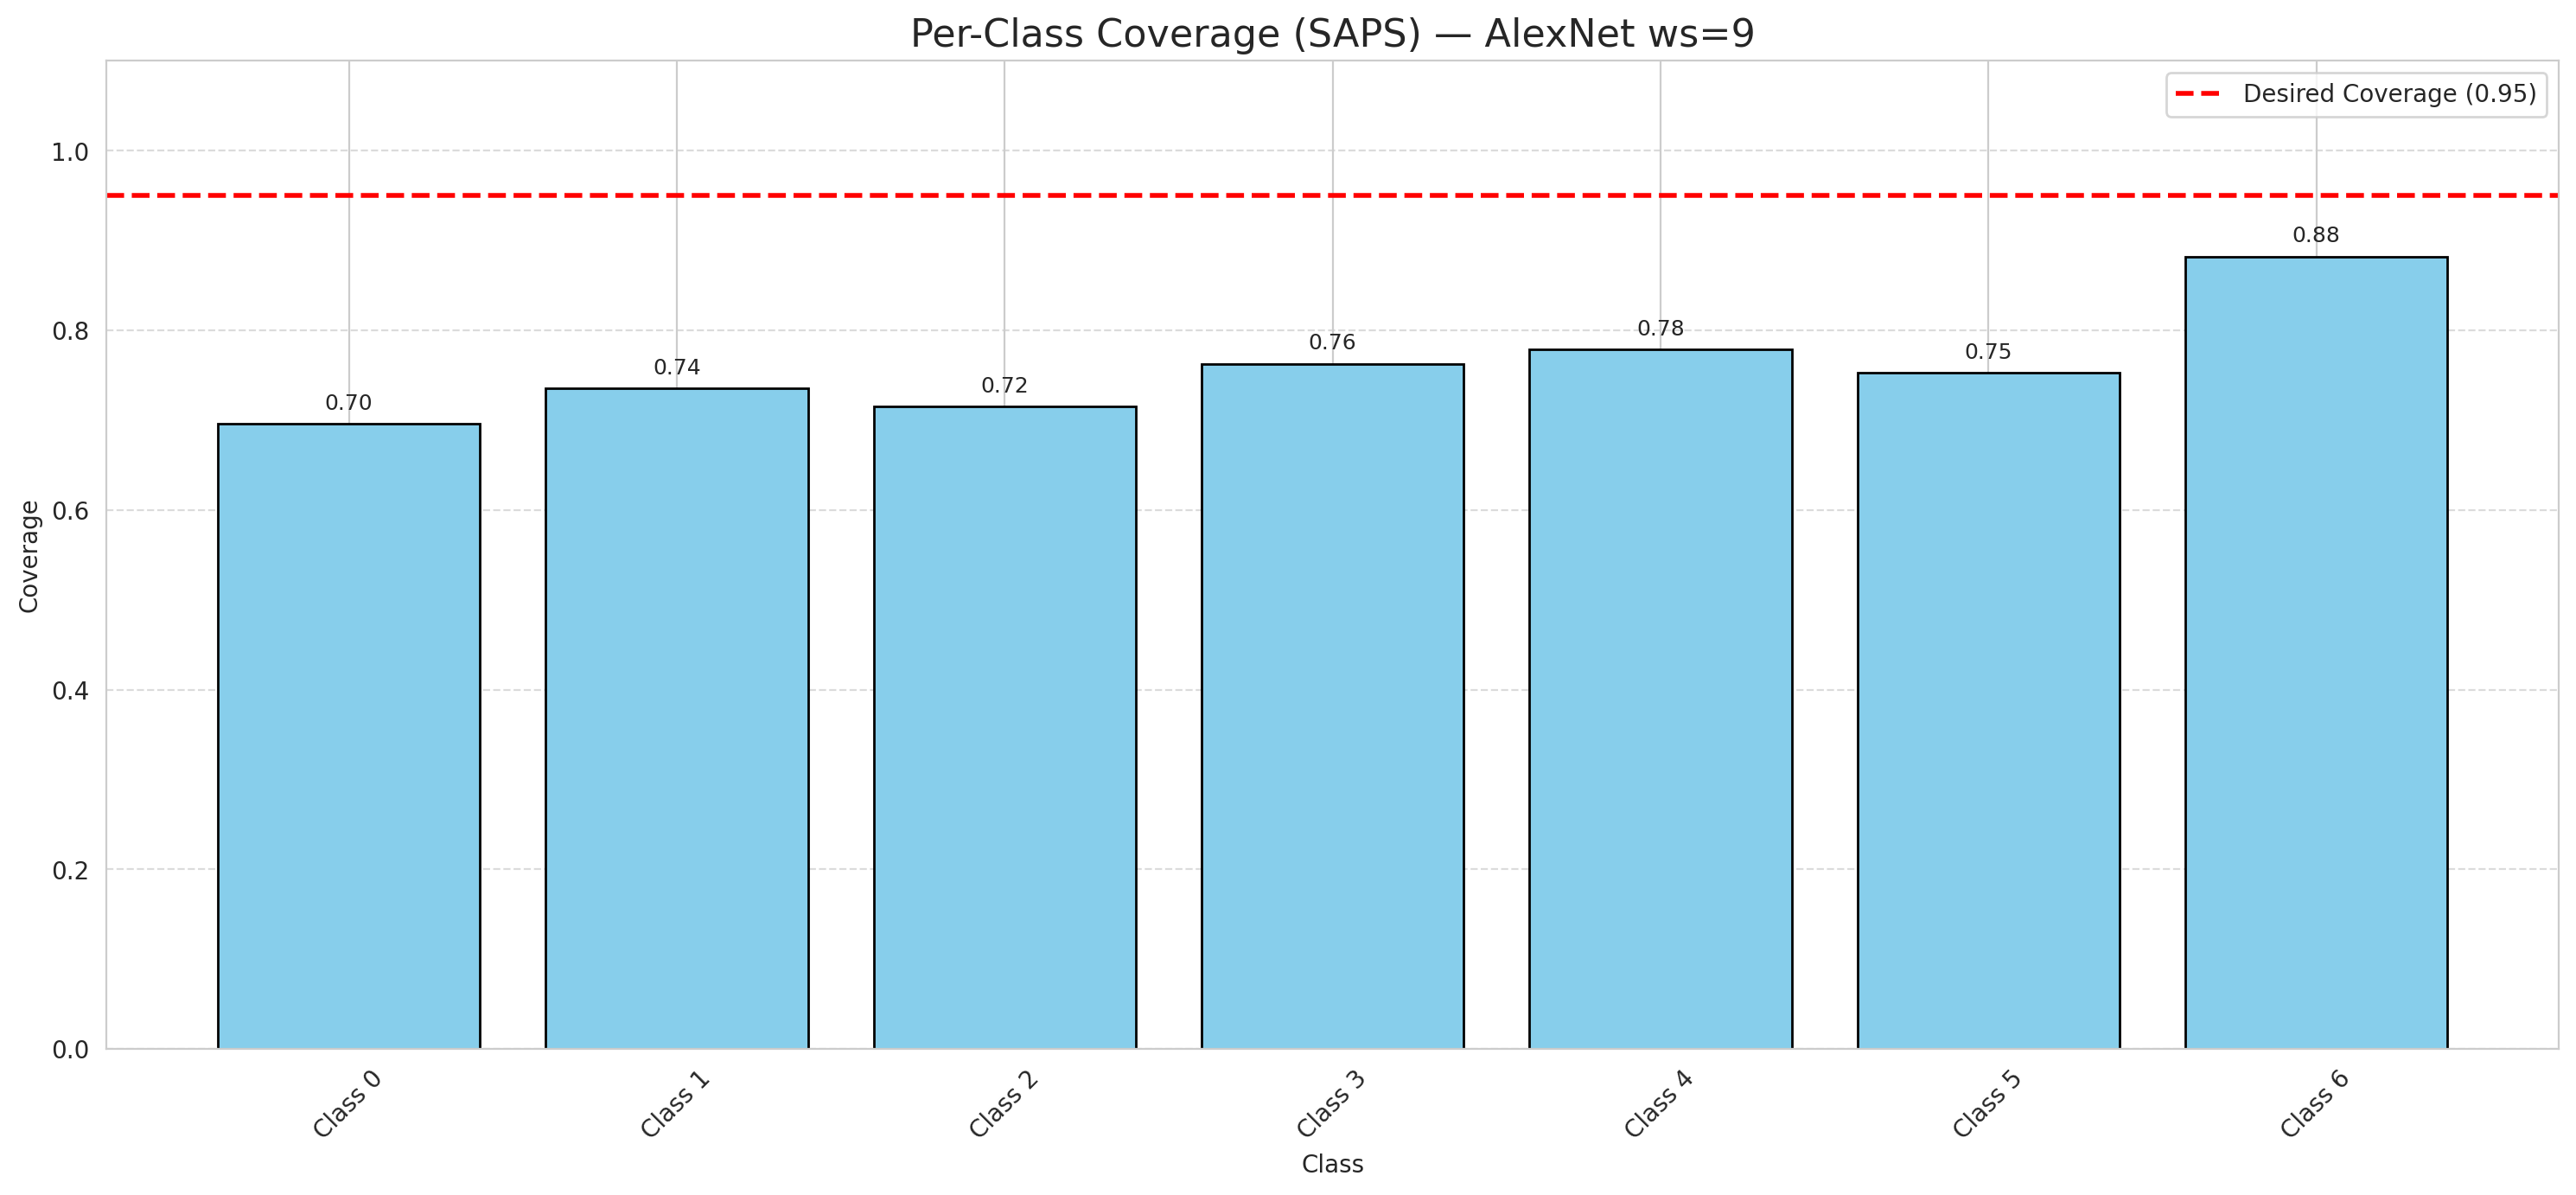 Per-Class Coverage (SAPS) — AlexNet ws=9
Desired Coverage (0.95)
1.0
0.8
0.6
0.4
0.2
0.0
Coverage
0.70
0.74
0.72
0.76
0.78
0.75
0.88
Class 0
Class 1
Class 2
Class 3
Class 4
Class 5
Class 6
Class